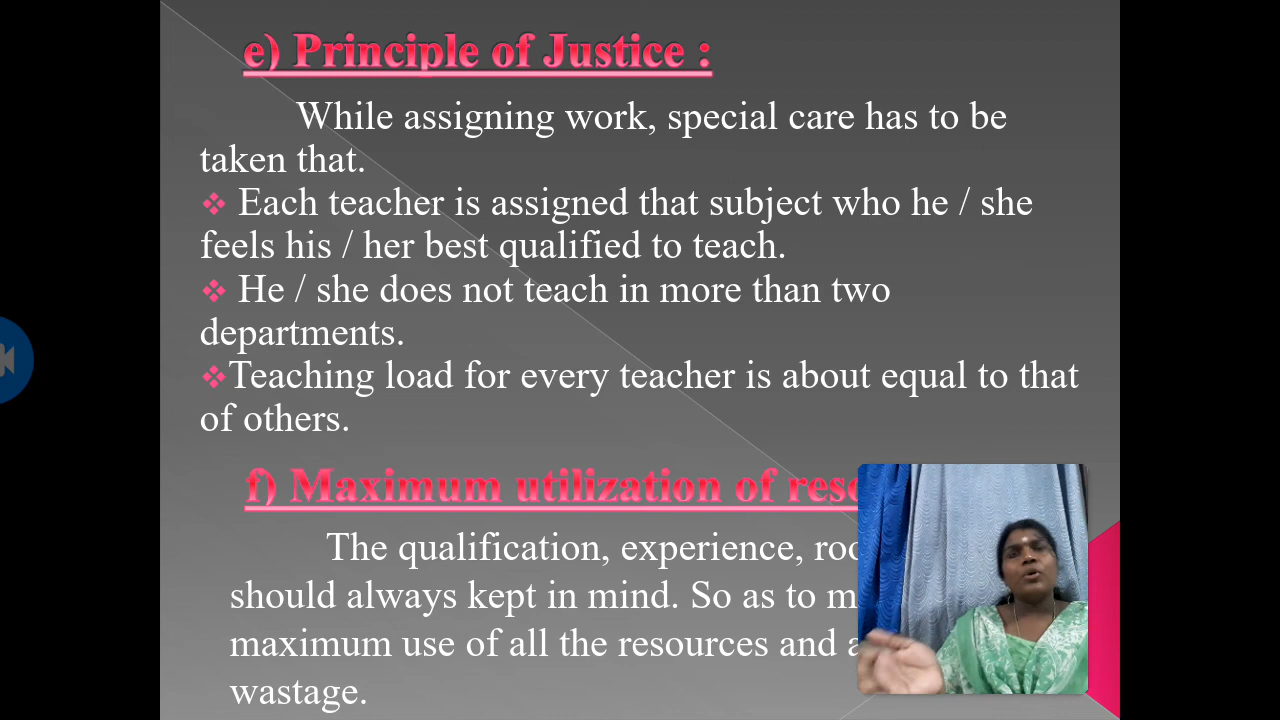 e) Principle of Justice :
While assigning work, special care has to be
taken that.
❖ Each teacher is assigned that subject who he / she
feels his / her best qualified to teach.
❖ He / she does not teach in more than two
departments.
❖Teaching load for every teacher is about equal to that
of others.
f) Maximum utilization of
The qualification, experience,
should always kept in mind. So as to
maximum use of all the resources and
wastage.